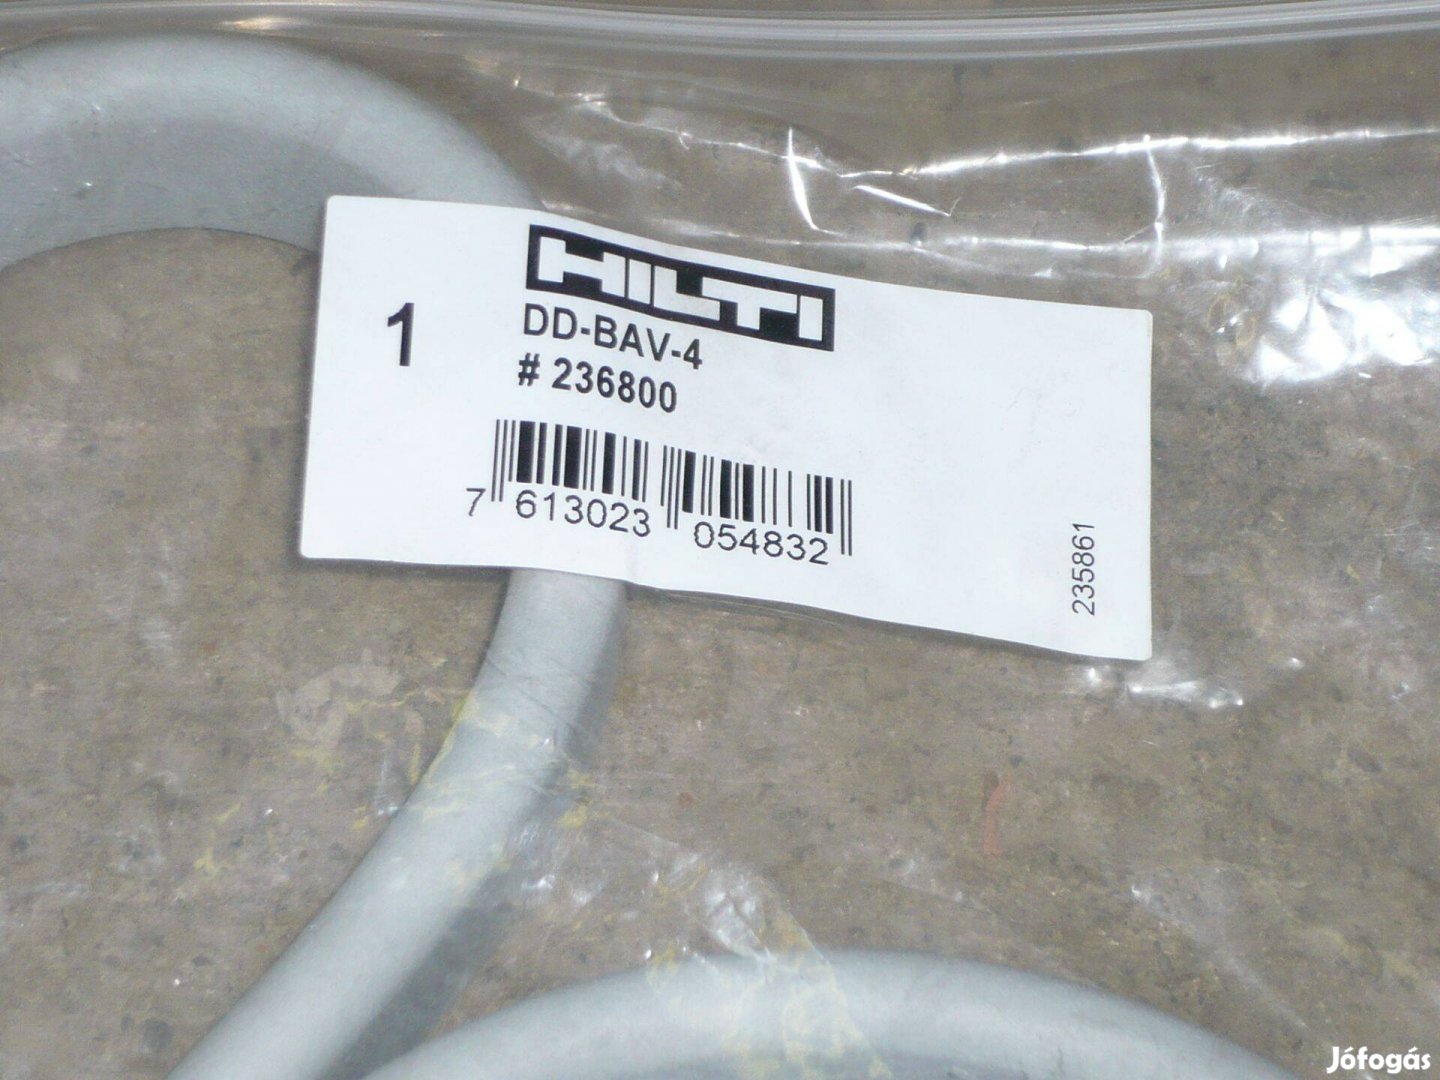 HILTI
1
DD-BAV-4
# 236800
7 613023 054832
235861
Jófogás